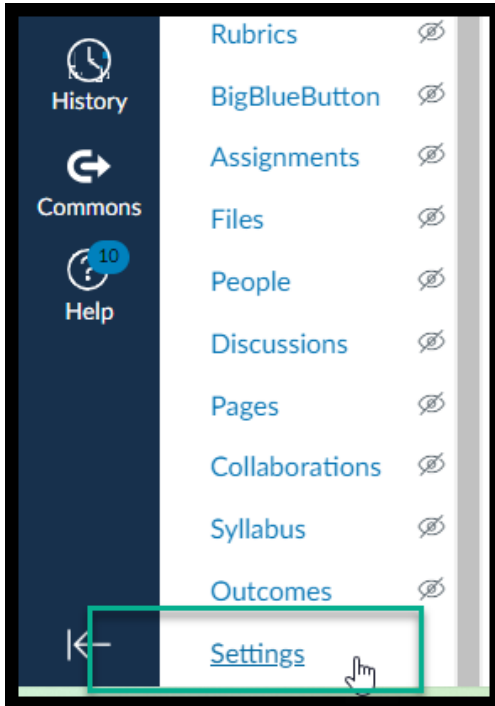 History
Commons
10
Help
Rubrics
BigBlueButton
Assignments
Files
People
Discussions
Pages
Collaborations
Syllabus
Outcomes
Settings